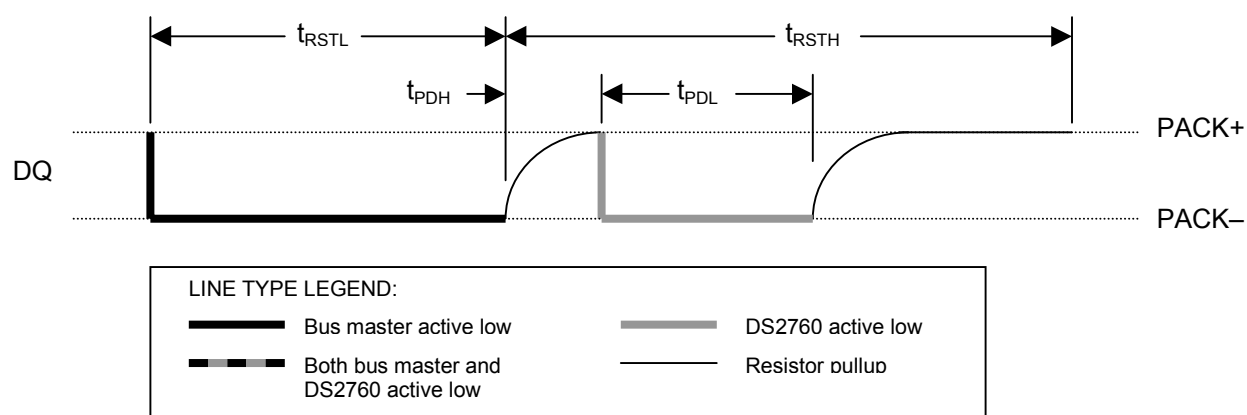 tRSTL
tRSTH
tPDH
tPDL
PACK+
DQ
PACK–
LINE TYPE LEGEND:
Bus master active low
DS2760 active low
Both bus master and
DS2760 active low
Resistor pullup